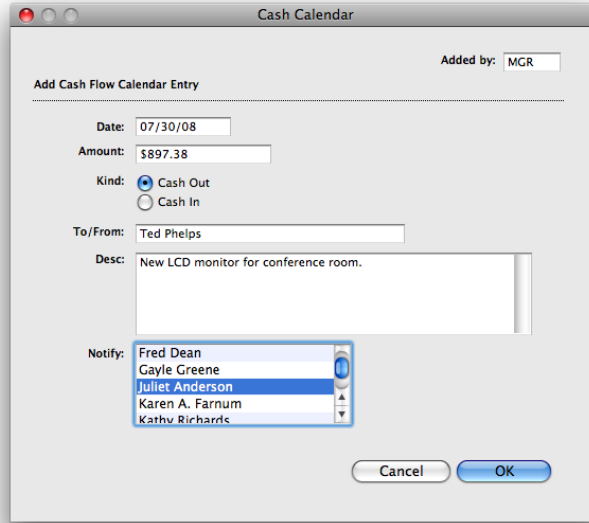 Cash Calendar
Added by: MGR
Add Cash Flow Calendar Entry
Date: 07/30/08
Amount: $897.38
Kind: Cash Out
Cash In
To/From: Ted Phelps
Desc: New LCD monitor for conference room.
Notify: Fred Dean
Gayle Greene
Juliet Anderson
Karen A. Farnum
Kathy Richards
Cancel OK